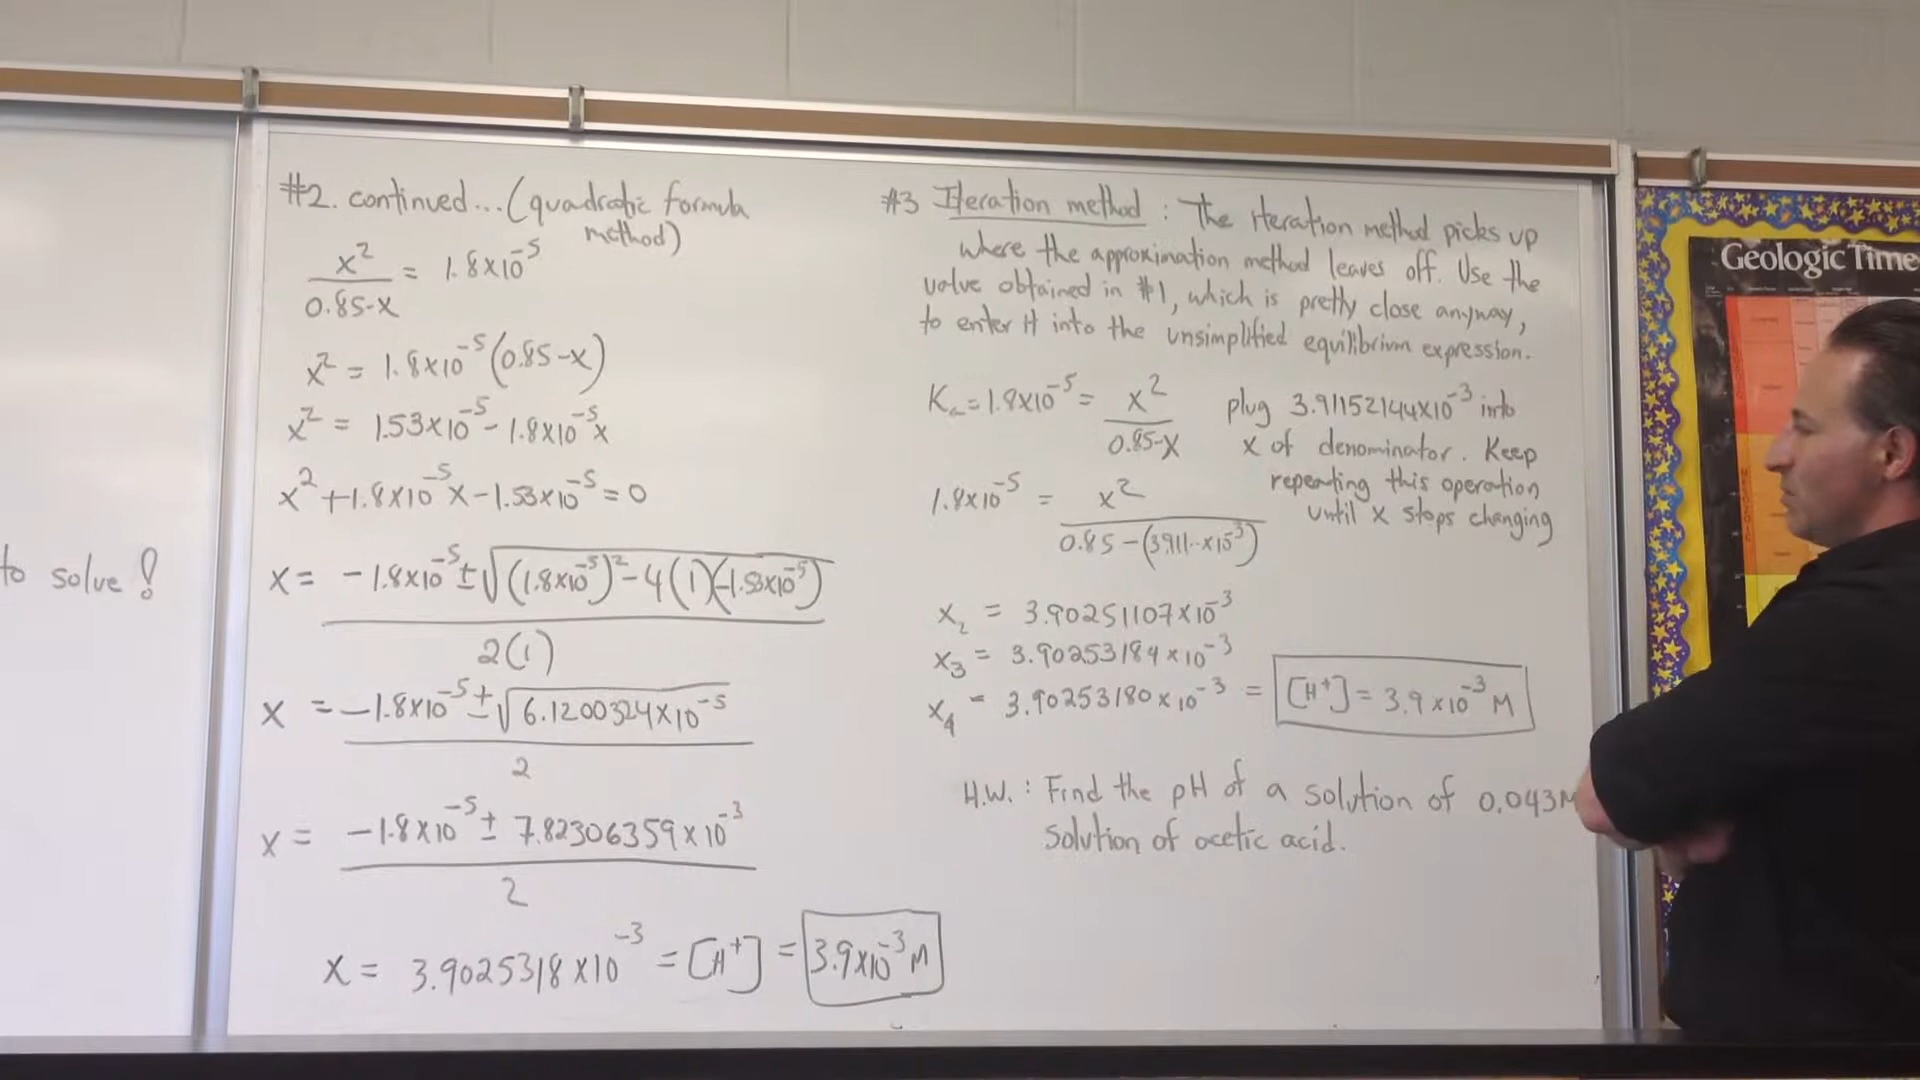 to solve!
#2. continued... (quadratic formula
method)
x² / 0.85-x = 1.8x10⁻⁵
x² = 1.8x10⁻⁵(0.85-x)
x² = 1.53x10⁻⁵ - 1.8x10⁻⁵x
x² + 1.8x10⁻⁵x - 1.53x10⁻⁵ = 0
x = -1.8x10⁻⁵ ± √(1.8x10⁻⁵)² - 4(1)(-1.53x10⁻⁵) / 2(1)
x = -1.8x10⁻⁵ ± √6.1200324x10⁻⁵ / 2
x = -1.8x10⁻⁵ ± 7.82306359x10⁻³ / 2
x = 3.9025318x10⁻³ = [H⁺] = 3.9x10⁻³ M
#3 Iteration method: The iteration method picks up
where the approximation method leaves off. Use the
value obtained in #1, which is pretty close anyway,
to enter it into the unsimplified equilibrium expression.
Kₐ = 1.8x10⁻⁵ = x² / 0.85-x
plug 3.91152144x10⁻³ into
x of denominator. Keep
repeating this operation
until x stops changing
1.8x10⁻⁵ = x² / 0.85-(3.911..x10⁻³)
x₂ = 3.90251107x10⁻³
x₃ = 3.90253184x10⁻³
x₄ = 3.90253180x10⁻³ = [H⁺] = 3.9x10⁻³ M
H.W.: Find the pH of a solution of 0.043M
solution of acetic acid.
Geologic Time